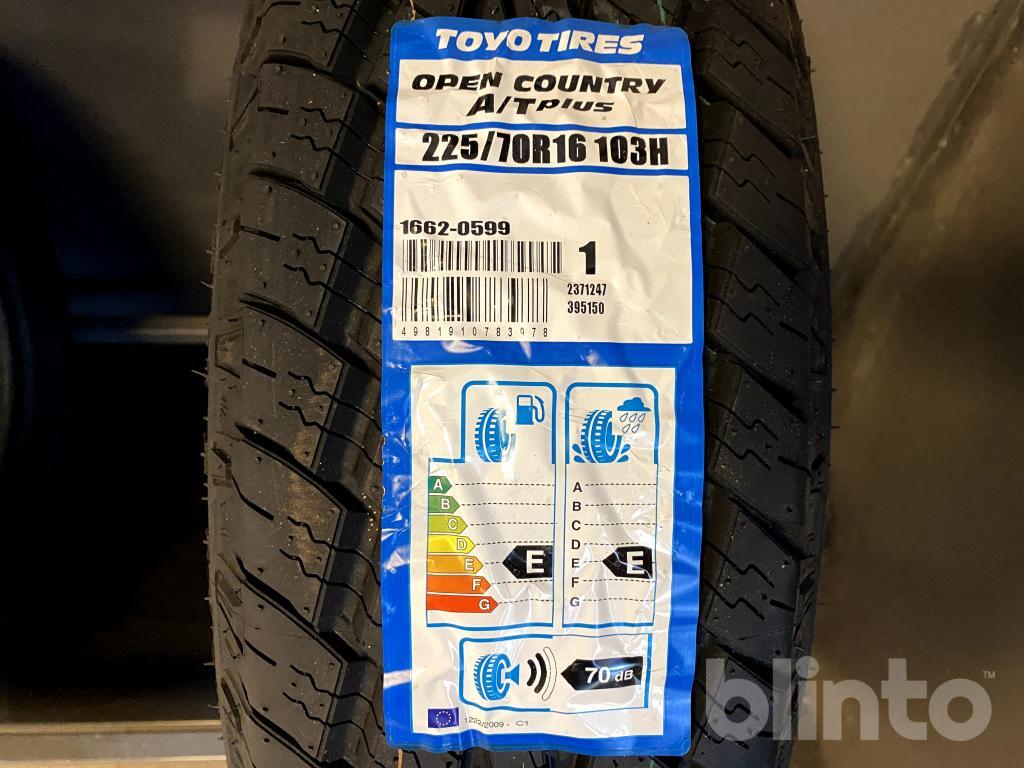 TOYO TIRES
OPEN COUNTRY
A/T plus
225/70R16 103H
1662-0599
1
2371247
395150
4981910783978
A
B
C
D
E
F
G
E
A
B
C
D
E
F
G
E
70 dB
1222/2009 - C1
blinto™